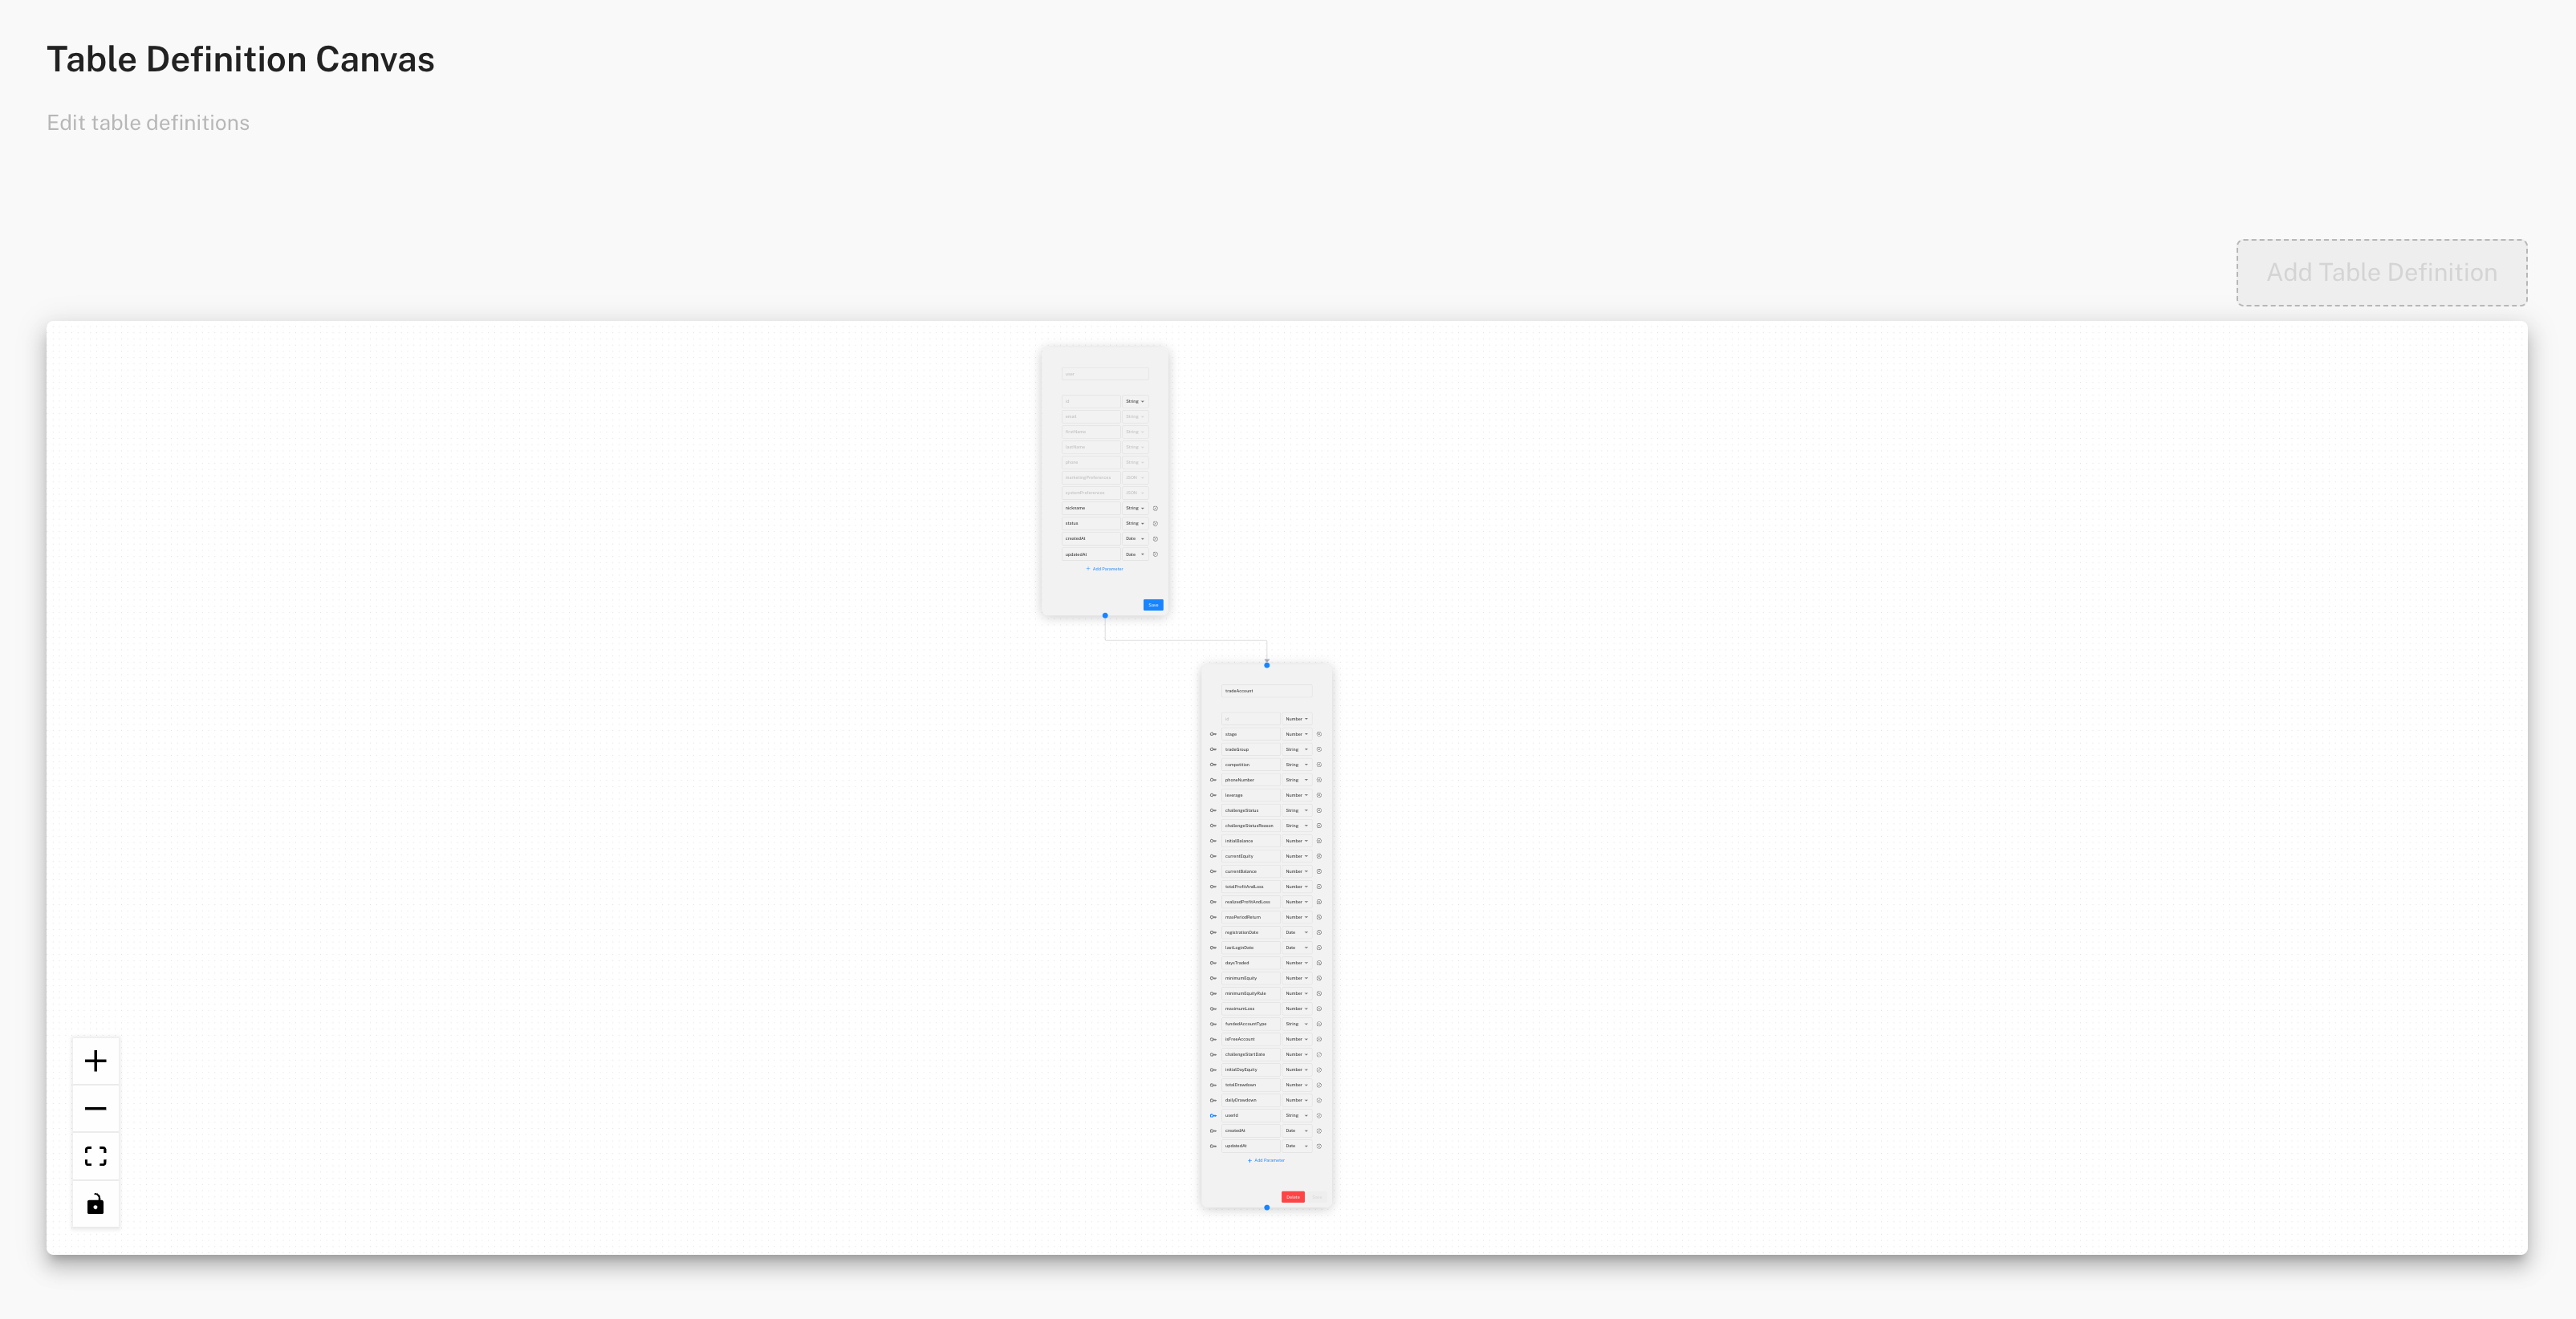 Table Definition Canvas
Edit table definitions
Add Table Definition
user
id String
email String
firstName String
lastName String
phone String
marketingPreferences JSON
systemPreferences JSON
nickname String
status String
createdAt Date
updatedAt Date
+ Add Parameter
Save
tradeAccount
id Number
stage Number
tradeGroup String
competition String
phoneNumber String
leverage Number
challengeStatus String
challengeStatusReason String
initialBalance Number
currentEquity Number
currentBalance Number
totalProfitAndLoss Number
realizedProfitAndLoss Number
maxPeriodReturn Number
registrationDate Date
lastLoginDate Date
daysTraded Number
minimumEquity Number
minimumEquityRule Number
maximumLoss Number
fundedAccountType String
isFreeAccount Number
challengeStartDate Number
initialDayEquity Number
totalDrawdown Number
dailyDrawdown Number
userId String
createdAt Date
updatedAt Date
+ Add Parameter
Delete